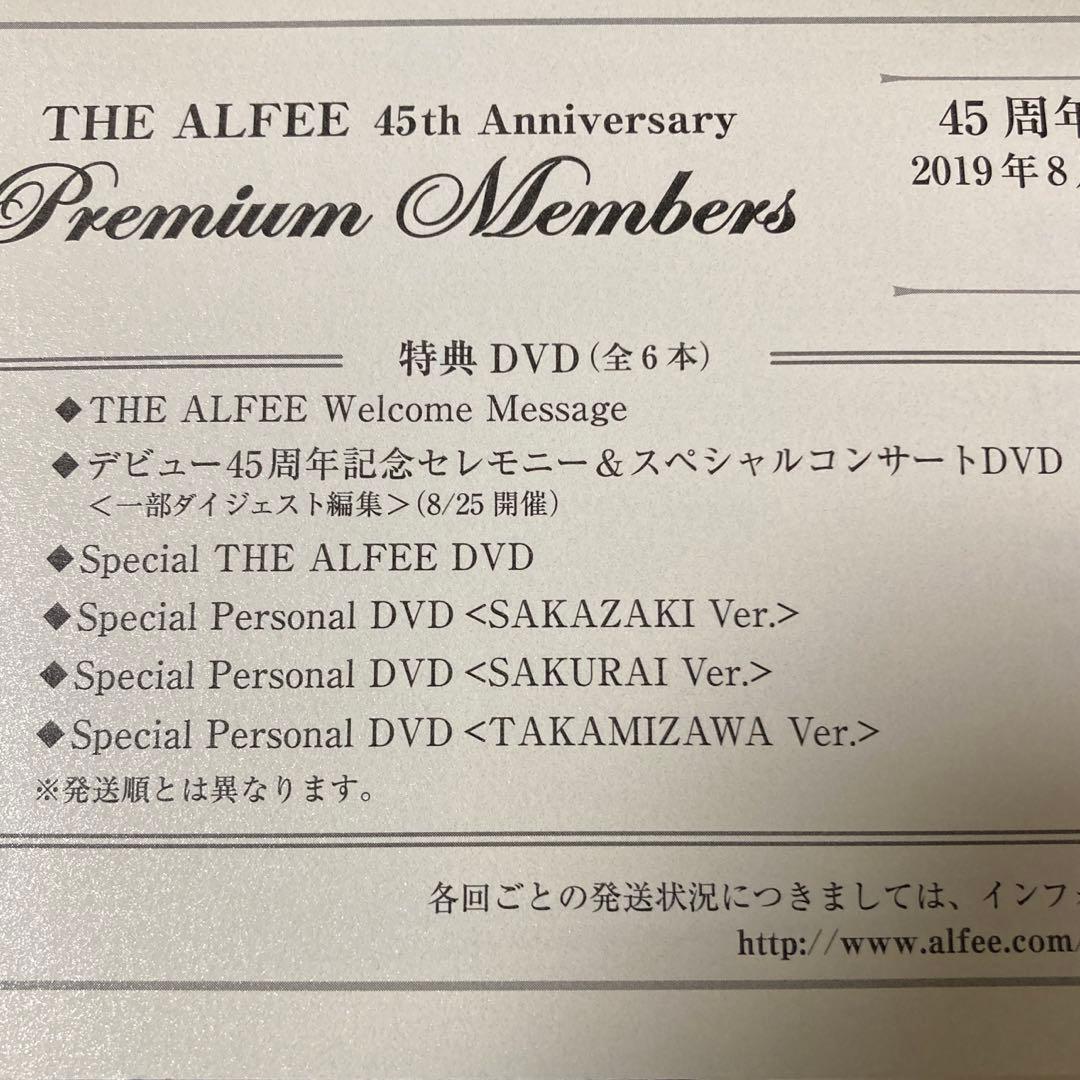 THE ALFEE 45th Anniversary
Premium Members
45 周年
2019年8月
特典 DVD（全6本）
◆THE ALFEE Welcome Message
◆デビュー45周年記念セレモニー＆スペシャルコンサートDVD
＜一部ダイジェスト編集＞（8/25 開催）
◆Special THE ALFEE DVD
◆Special Personal DVD＜SAKAZAKI Ver.＞
◆Special Personal DVD＜SAKURAI Ver.＞
◆Special Personal DVD＜TAKAMIZAWA Ver.＞
※発送順とは異なります。
各回ごとの発送状況につきましては、インフォ
http://www.alfee.com/